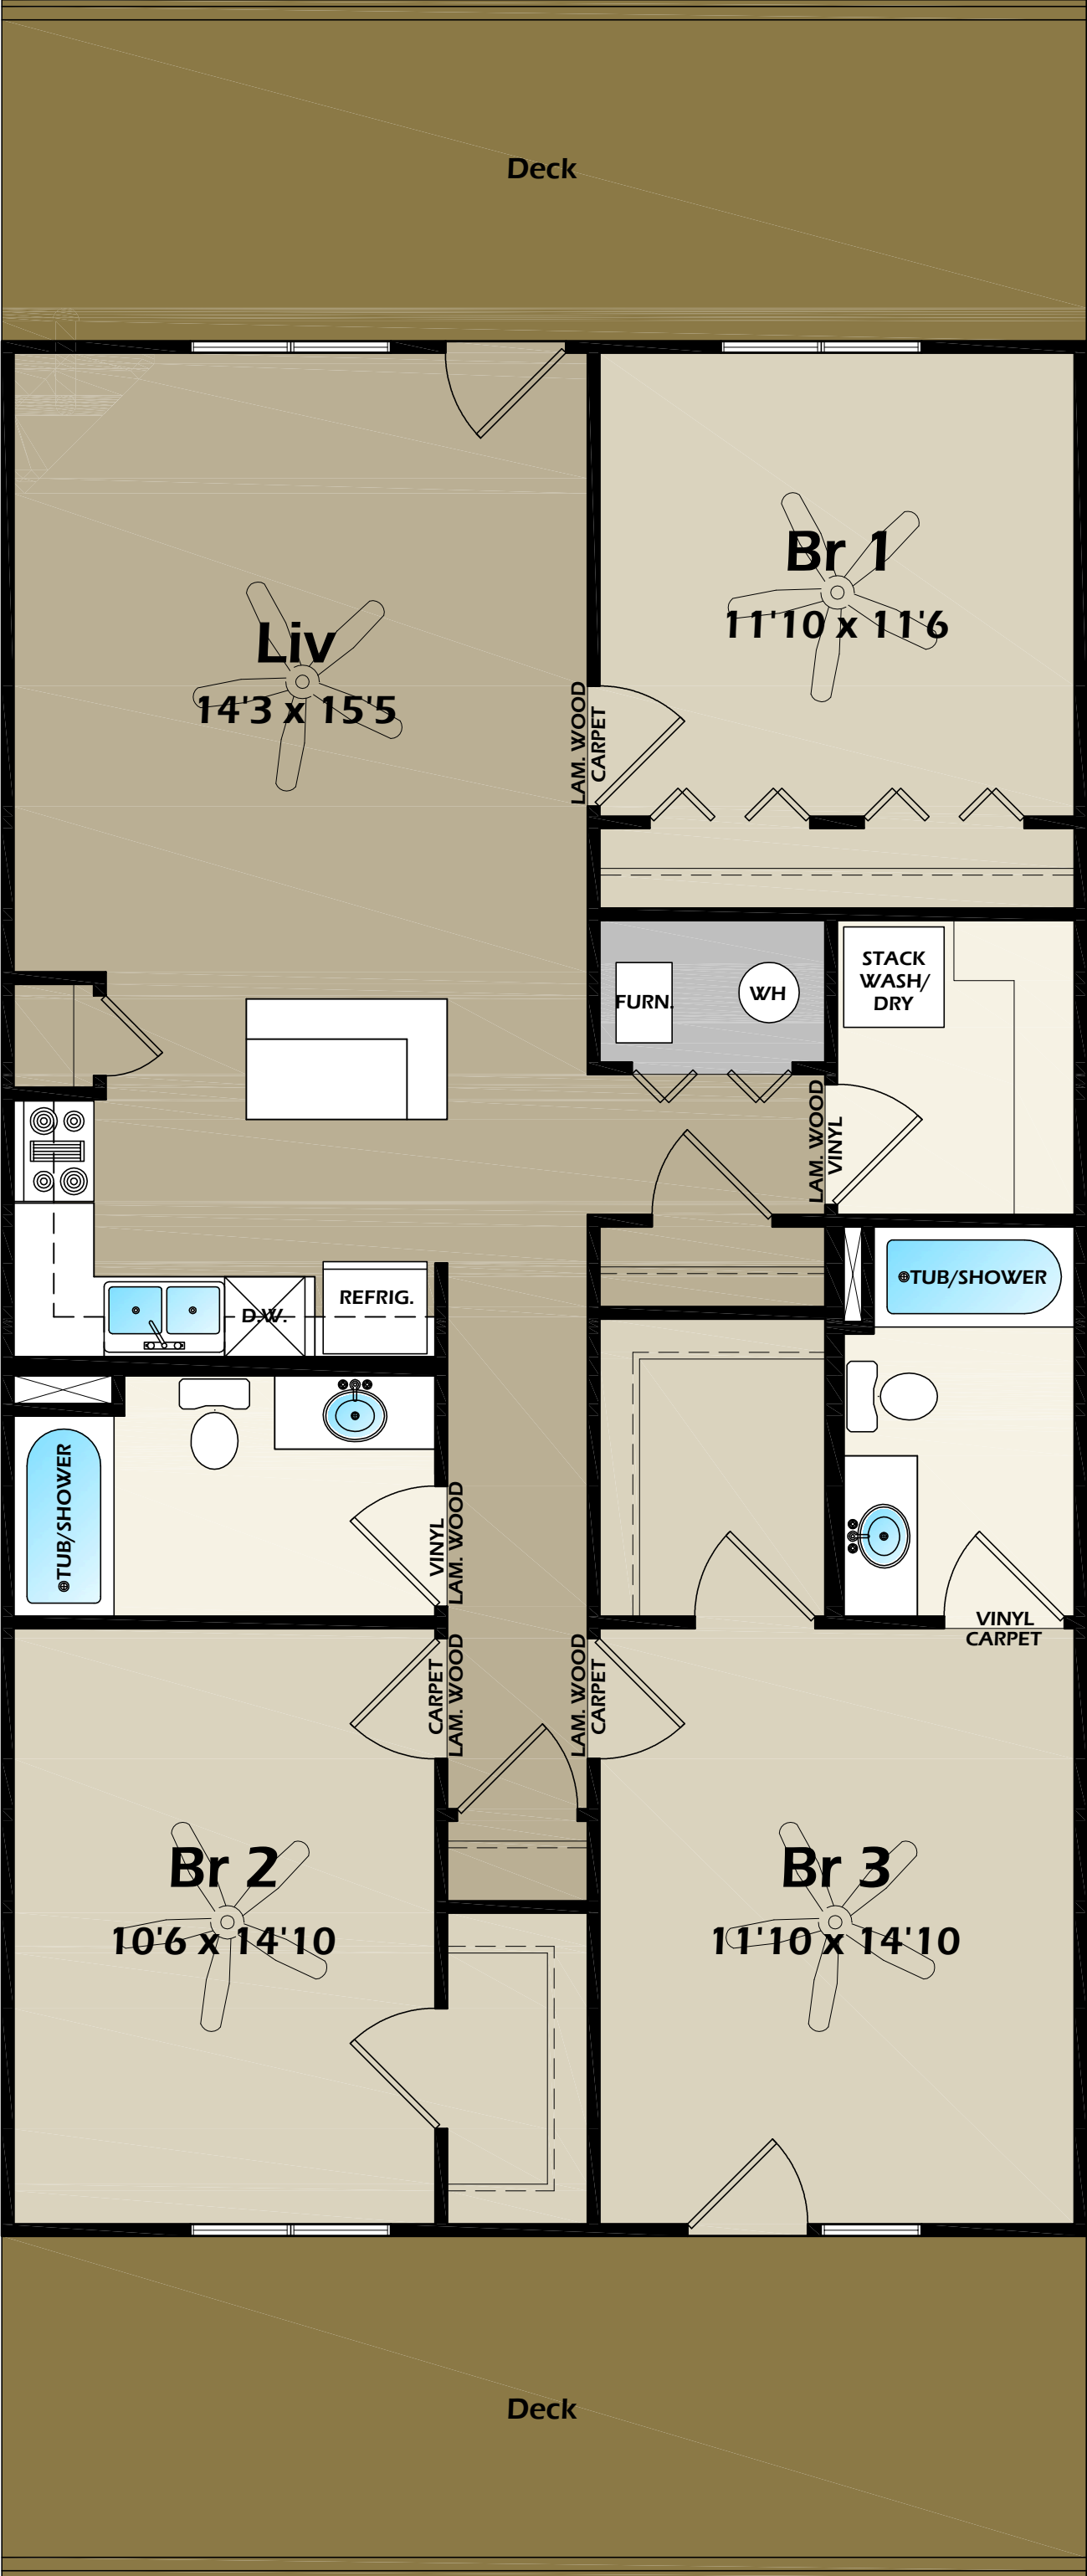 Deck
Br 1
11'10 x 11'6
Liv
14'3 x 15'5
LAM. WOOD
CARPET
STACK
WASH/
DRY
FURN.
WH
LAM. WOOD
VINYL
TUB/SHOWER
REFRIG.
D.W.
TUB/SHOWER
VINYL
LAM. WOOD
VINYL
CARPET
CARPET
LAM. WOOD
LAM. WOOD
CARPET
Br 2
10'6 x 14'10
Br 3
11'10 x 14'10
Deck